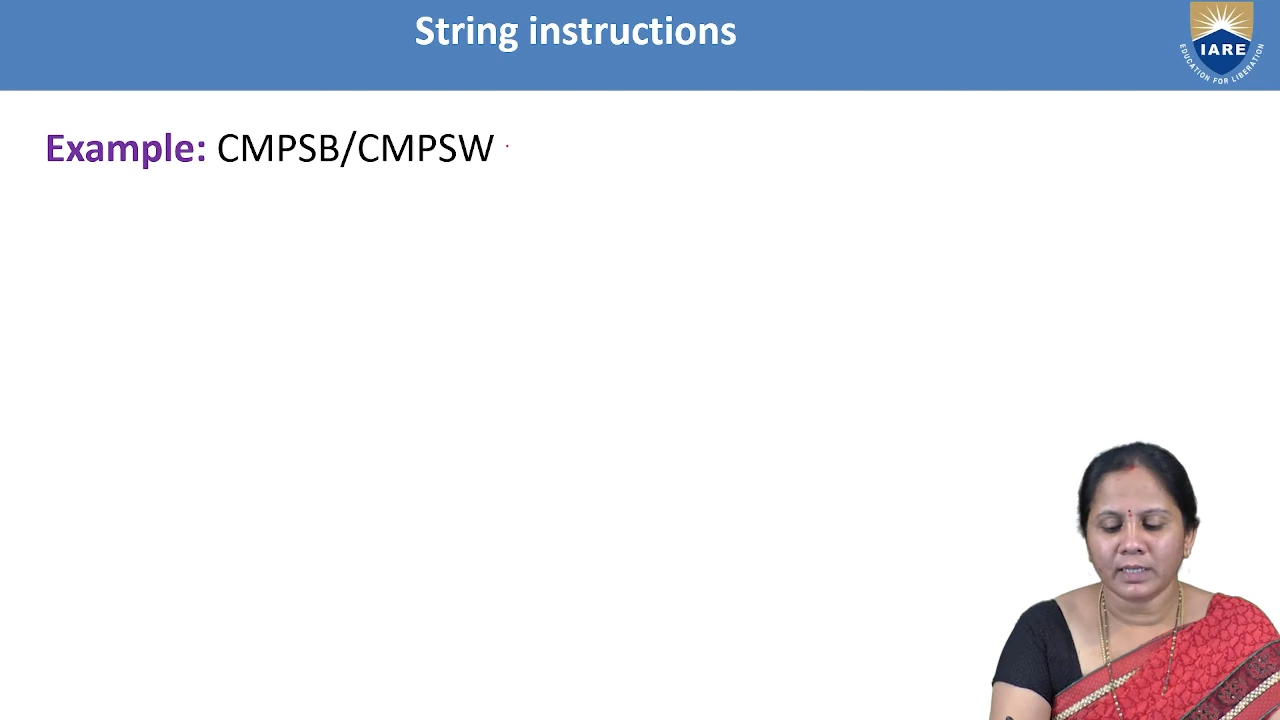 String instructions
IARE
EDUCATION FOR LIBERATION
Example: CMPSB/CMPSW